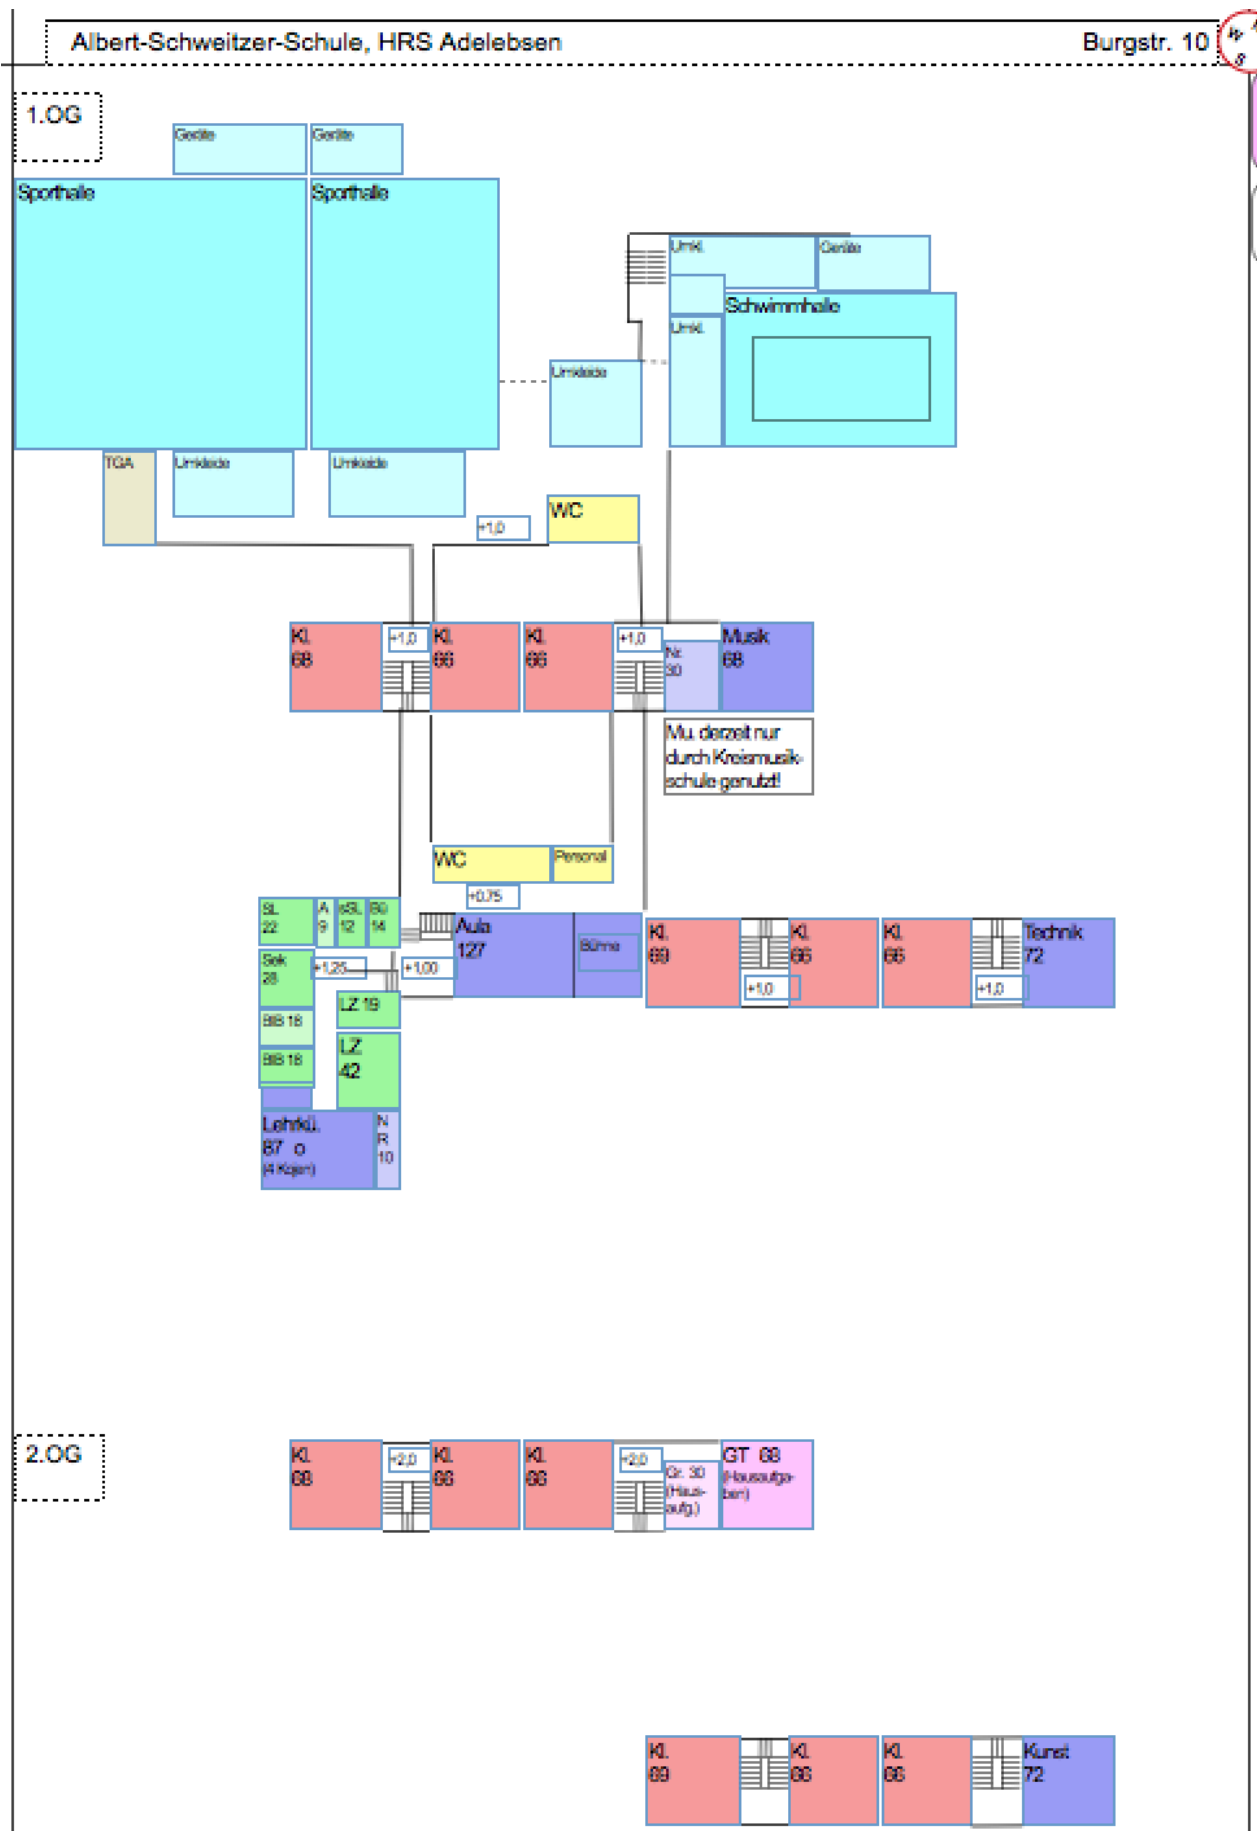 Albert-Schweitzer-Schule, HRS Adelebsen
Burgstr. 10
1.OG
Geräte
Geräte
Sporthalle
Sporthalle
Umkl.
Geräte
Schwimmhalle
Umkl.
Umkleide
TGA
Umkleide
Umkleide
WC
+1,0
Kl.
68
+1,0
Kl.
66
Kl.
66
+1,0
30
Musik
68
Mu. derzeit nur
durch Kreismusik-
schule genutzt!
WC
Personal
+0.75
SL
22
A
9
sSL
12
Bü
14
Aula
127
Bühne
Kl.
69
Kl.
66
Kl.
66
Technik
72
Sek
28
+1,25
+1,00
+1,0
+1,0
LZ 19
BIB 18
LZ
42
BIB 18
Lehrkü.
87 o
(4 Kojen)
N
R
10
2.OG
Kl.
68
+2,0
Kl.
66
Kl.
66
+2,0
Gr. 30
(Haus-
aufg.)
GT 68
(Hausaufga-
ben)
Kl.
69
Kl.
66
Kl.
66
Kunst
72